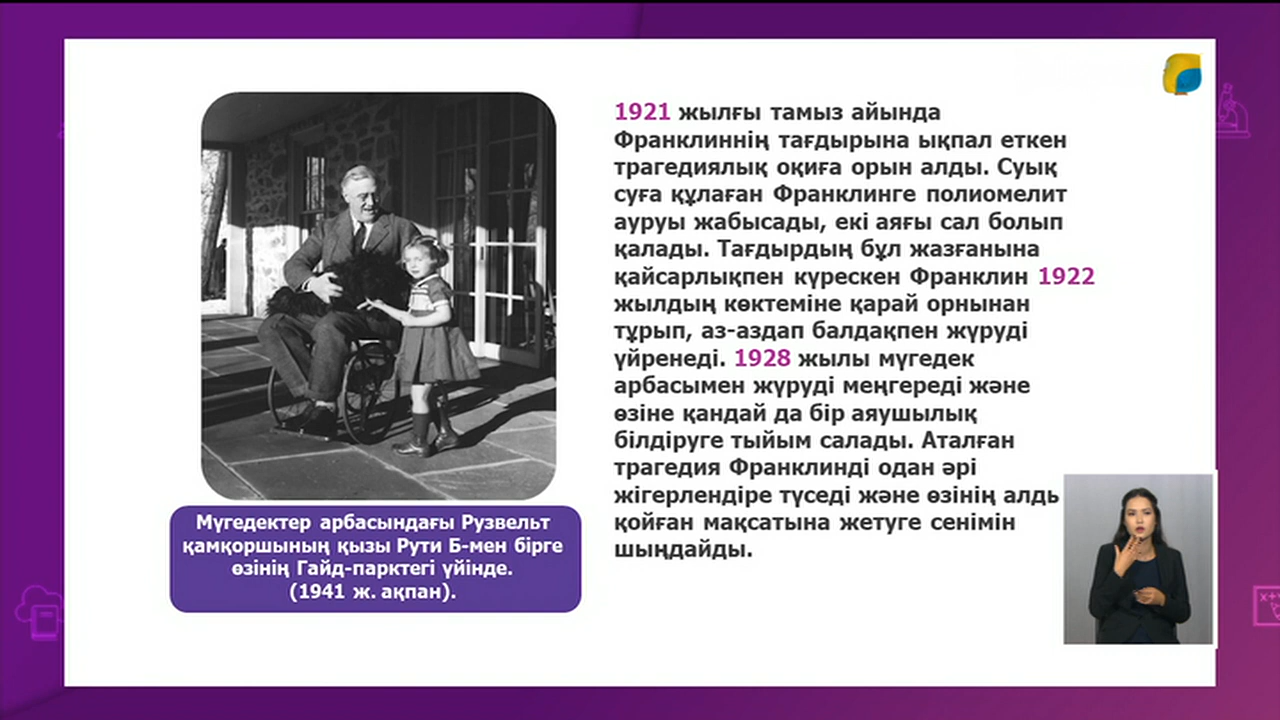 1921 жылғы тамыз айында
Франклиннің тағдырына ықпал еткен
трагедиялық оқиға орын алды. Суық
суға құлаған Франклинге полиомелит
ауруы жабысады, екі аяғы сал болып
қалады. Тағдырдың бұл жазғанына
қайсарлықпен күрескен Франклин 1922
жылдың көктеміне қарай орнынан
тұрып, аз-аздап балдақпен жүруді
үйренеді. 1928 жылы мүгедек
арбасымен жүруді меңгереді және
өзіне қандай да бір аяушылық
білдіруге тыйым салады. Аталған
трагедия Франклинді одан әрі
жігерлендіре түседі және өзінің алды
қойған мақсатына жетуге сенімін
шыңдайды.
Мүгедектер арбасындағы Рузвельт
қамқоршының қызы Рути Б-мен бірге
өзінің Гайд-парктегі үйінде.
(1941 ж. ақпан).